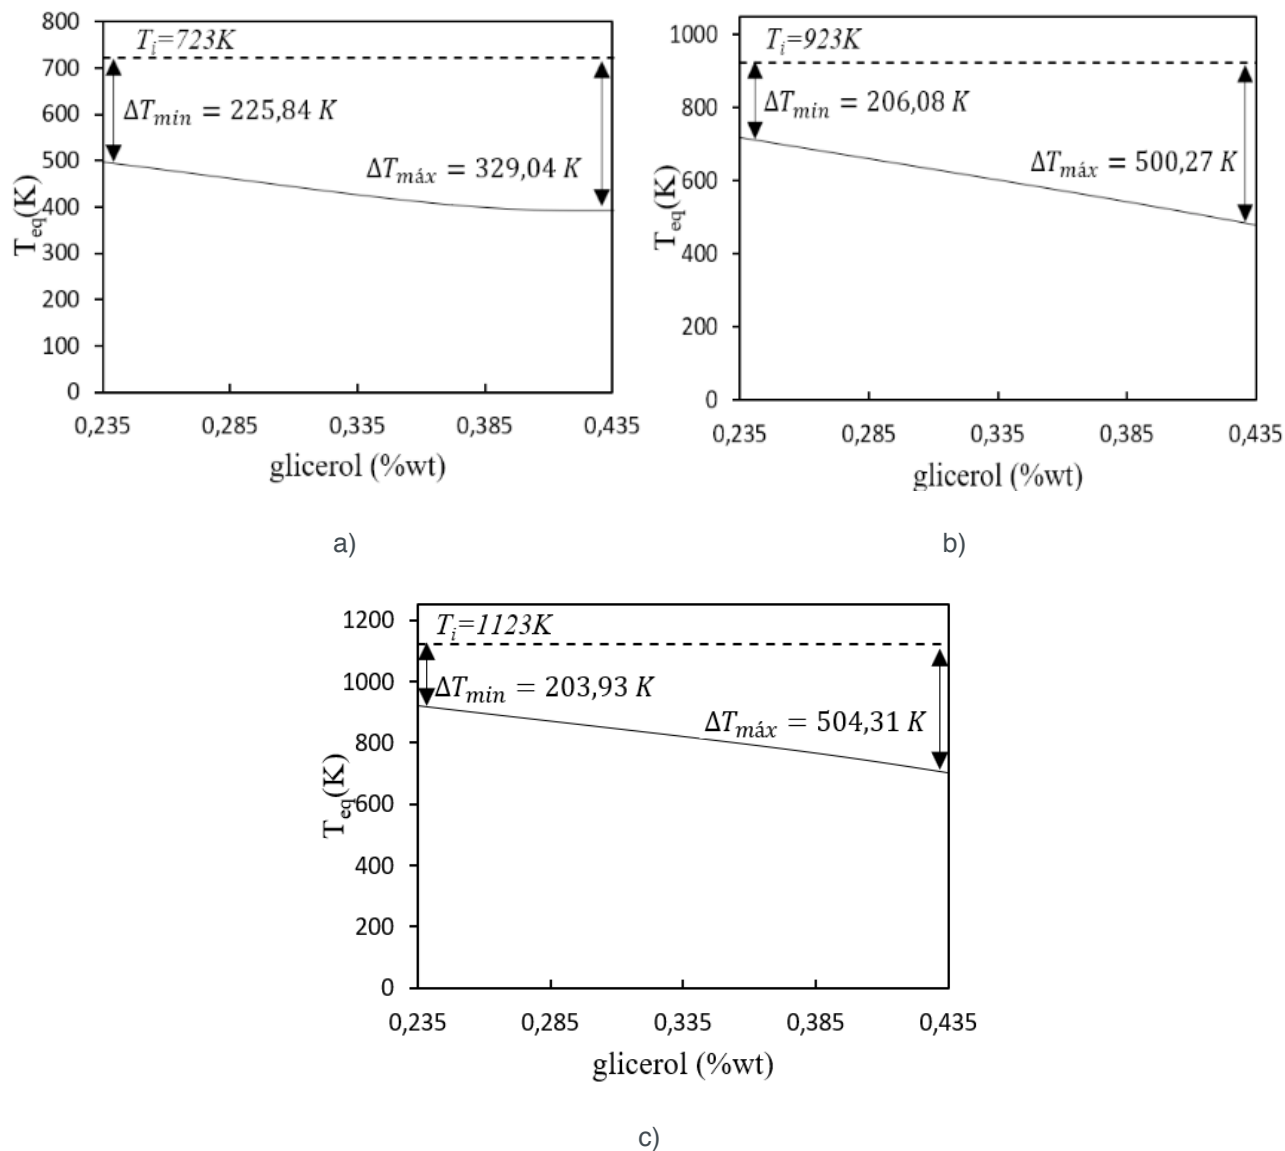 800
700
600
500
400
300
200
100
0
T_eq(K)
T_i=723K
ΔT_min = 225,84 K
ΔT_máx = 329,04 K
0,235 0,285 0,335 0,385 0,435
glicerol (%wt)
a)
1000
800
600
400
200
0
T_eq(K)
T_i=923K
ΔT_min = 206,08 K
ΔT_máx = 500,27 K
0,235 0,285 0,335 0,385 0,435
glicerol (%wt)
b)
1200
1000
800
600
400
200
0
T_eq(K)
T_i=1123K
ΔT_min = 203,93 K
ΔT_máx = 504,31 K
0,235 0,285 0,335 0,385 0,435
glicerol (%wt)
c)